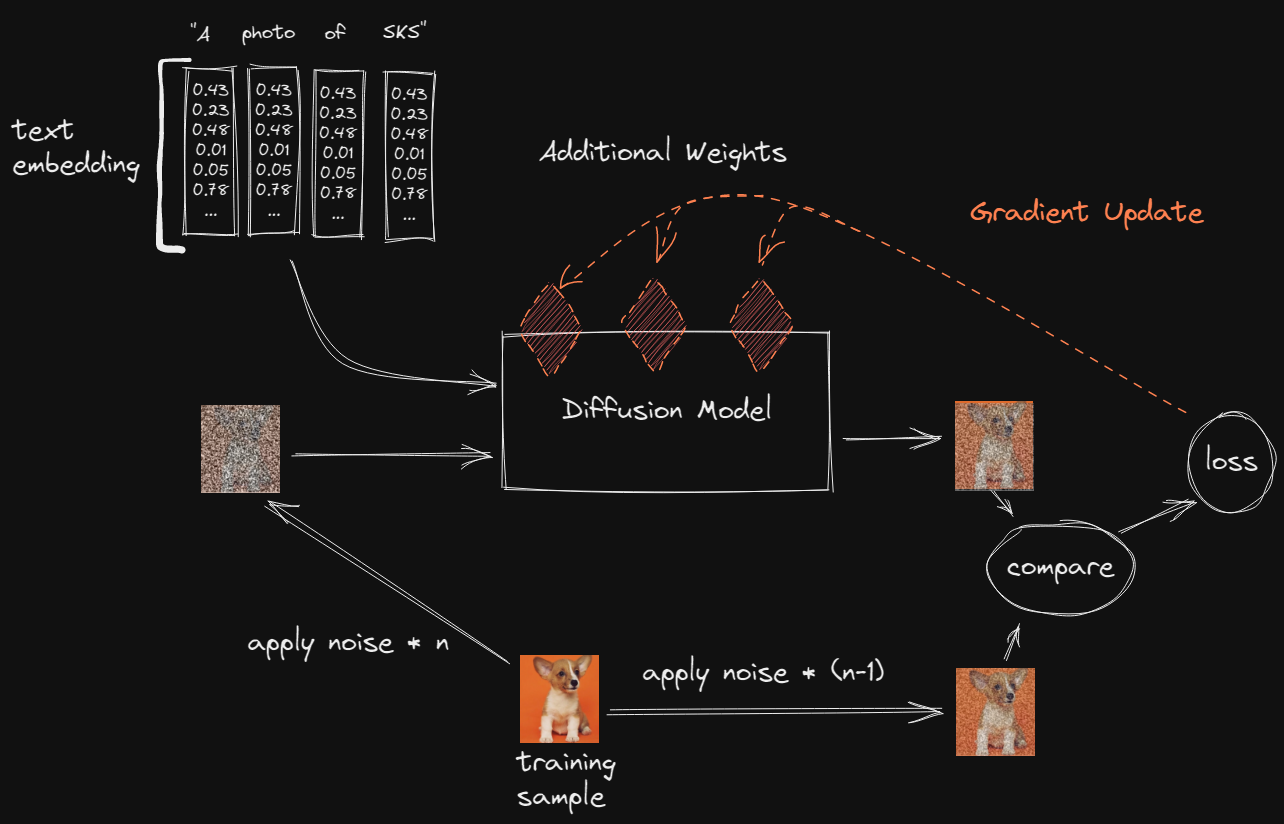 "A photo of SKS"
text
embedding
0.43 0.43 0.43 0.43
0.23 0.23 0.23 0.23
0.48 0.48 0.48 0.48
0.01 0.01 0.01 0.01
0.05 0.05 0.05 0.05
0.78 0.78 0.78 0.78
... ... ... ...
Additional Weights
Gradient Update
Diffusion Model
loss
compare
apply noise * n
apply noise * (n-1)
training
sample